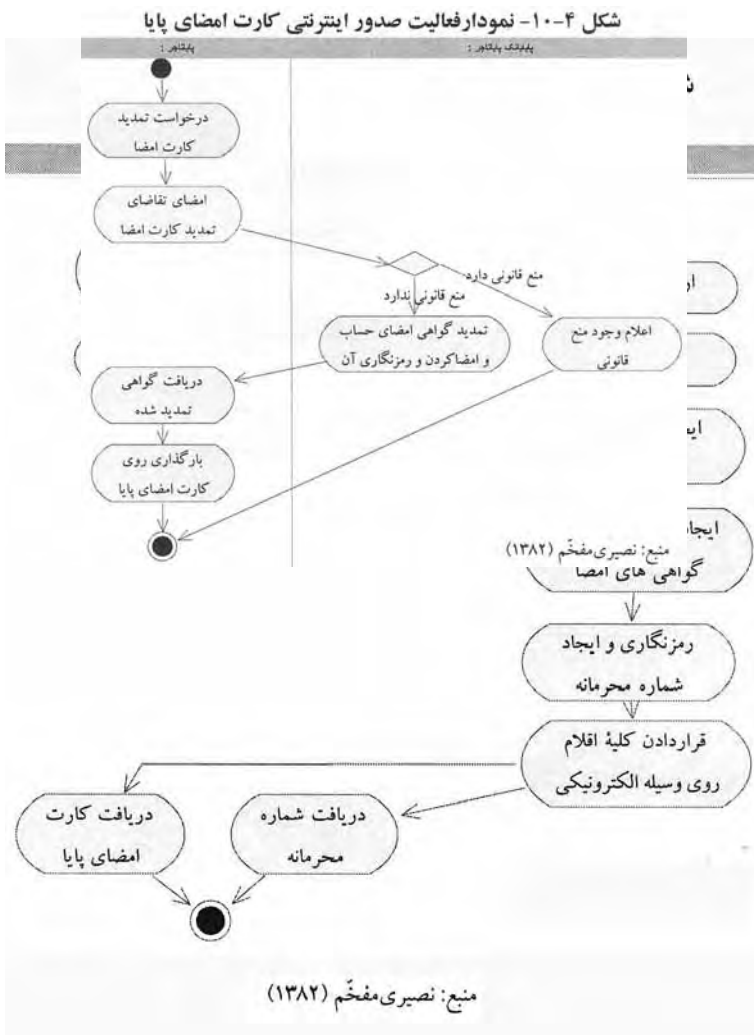 شکل ۴-۱۰- نمودارفعالیت صدور اینترنتی کارت امضای پایا
پایاتاجر :
پایابانک پایاتاجر :
درخواست تمدید
کارت امضا
امضای تقاضای
تمدید کارت امضا
منع قانونی دارد
منع قانونی ندارد
تمدید گواهی امضای حساب
و امضاکردن و رمزنگاری آن
اعلام وجود منع
قانونی
دریافت گواهی
تمدید شده
بارگذاری روی
کارت امضای پایا
منبع: نصیری‌مفخّم (۱۳۸۲)
گواهی های امضا
رمزنگاری و ایجاد
شماره محرمانه
قراردادن کلیهٔ اقلام
روی وسیله الکترونیکی
دریافت شماره
محرمانه
دریافت کارت
امضای پایا
منبع: نصیری‌مفخّم (۱۳۸۲)